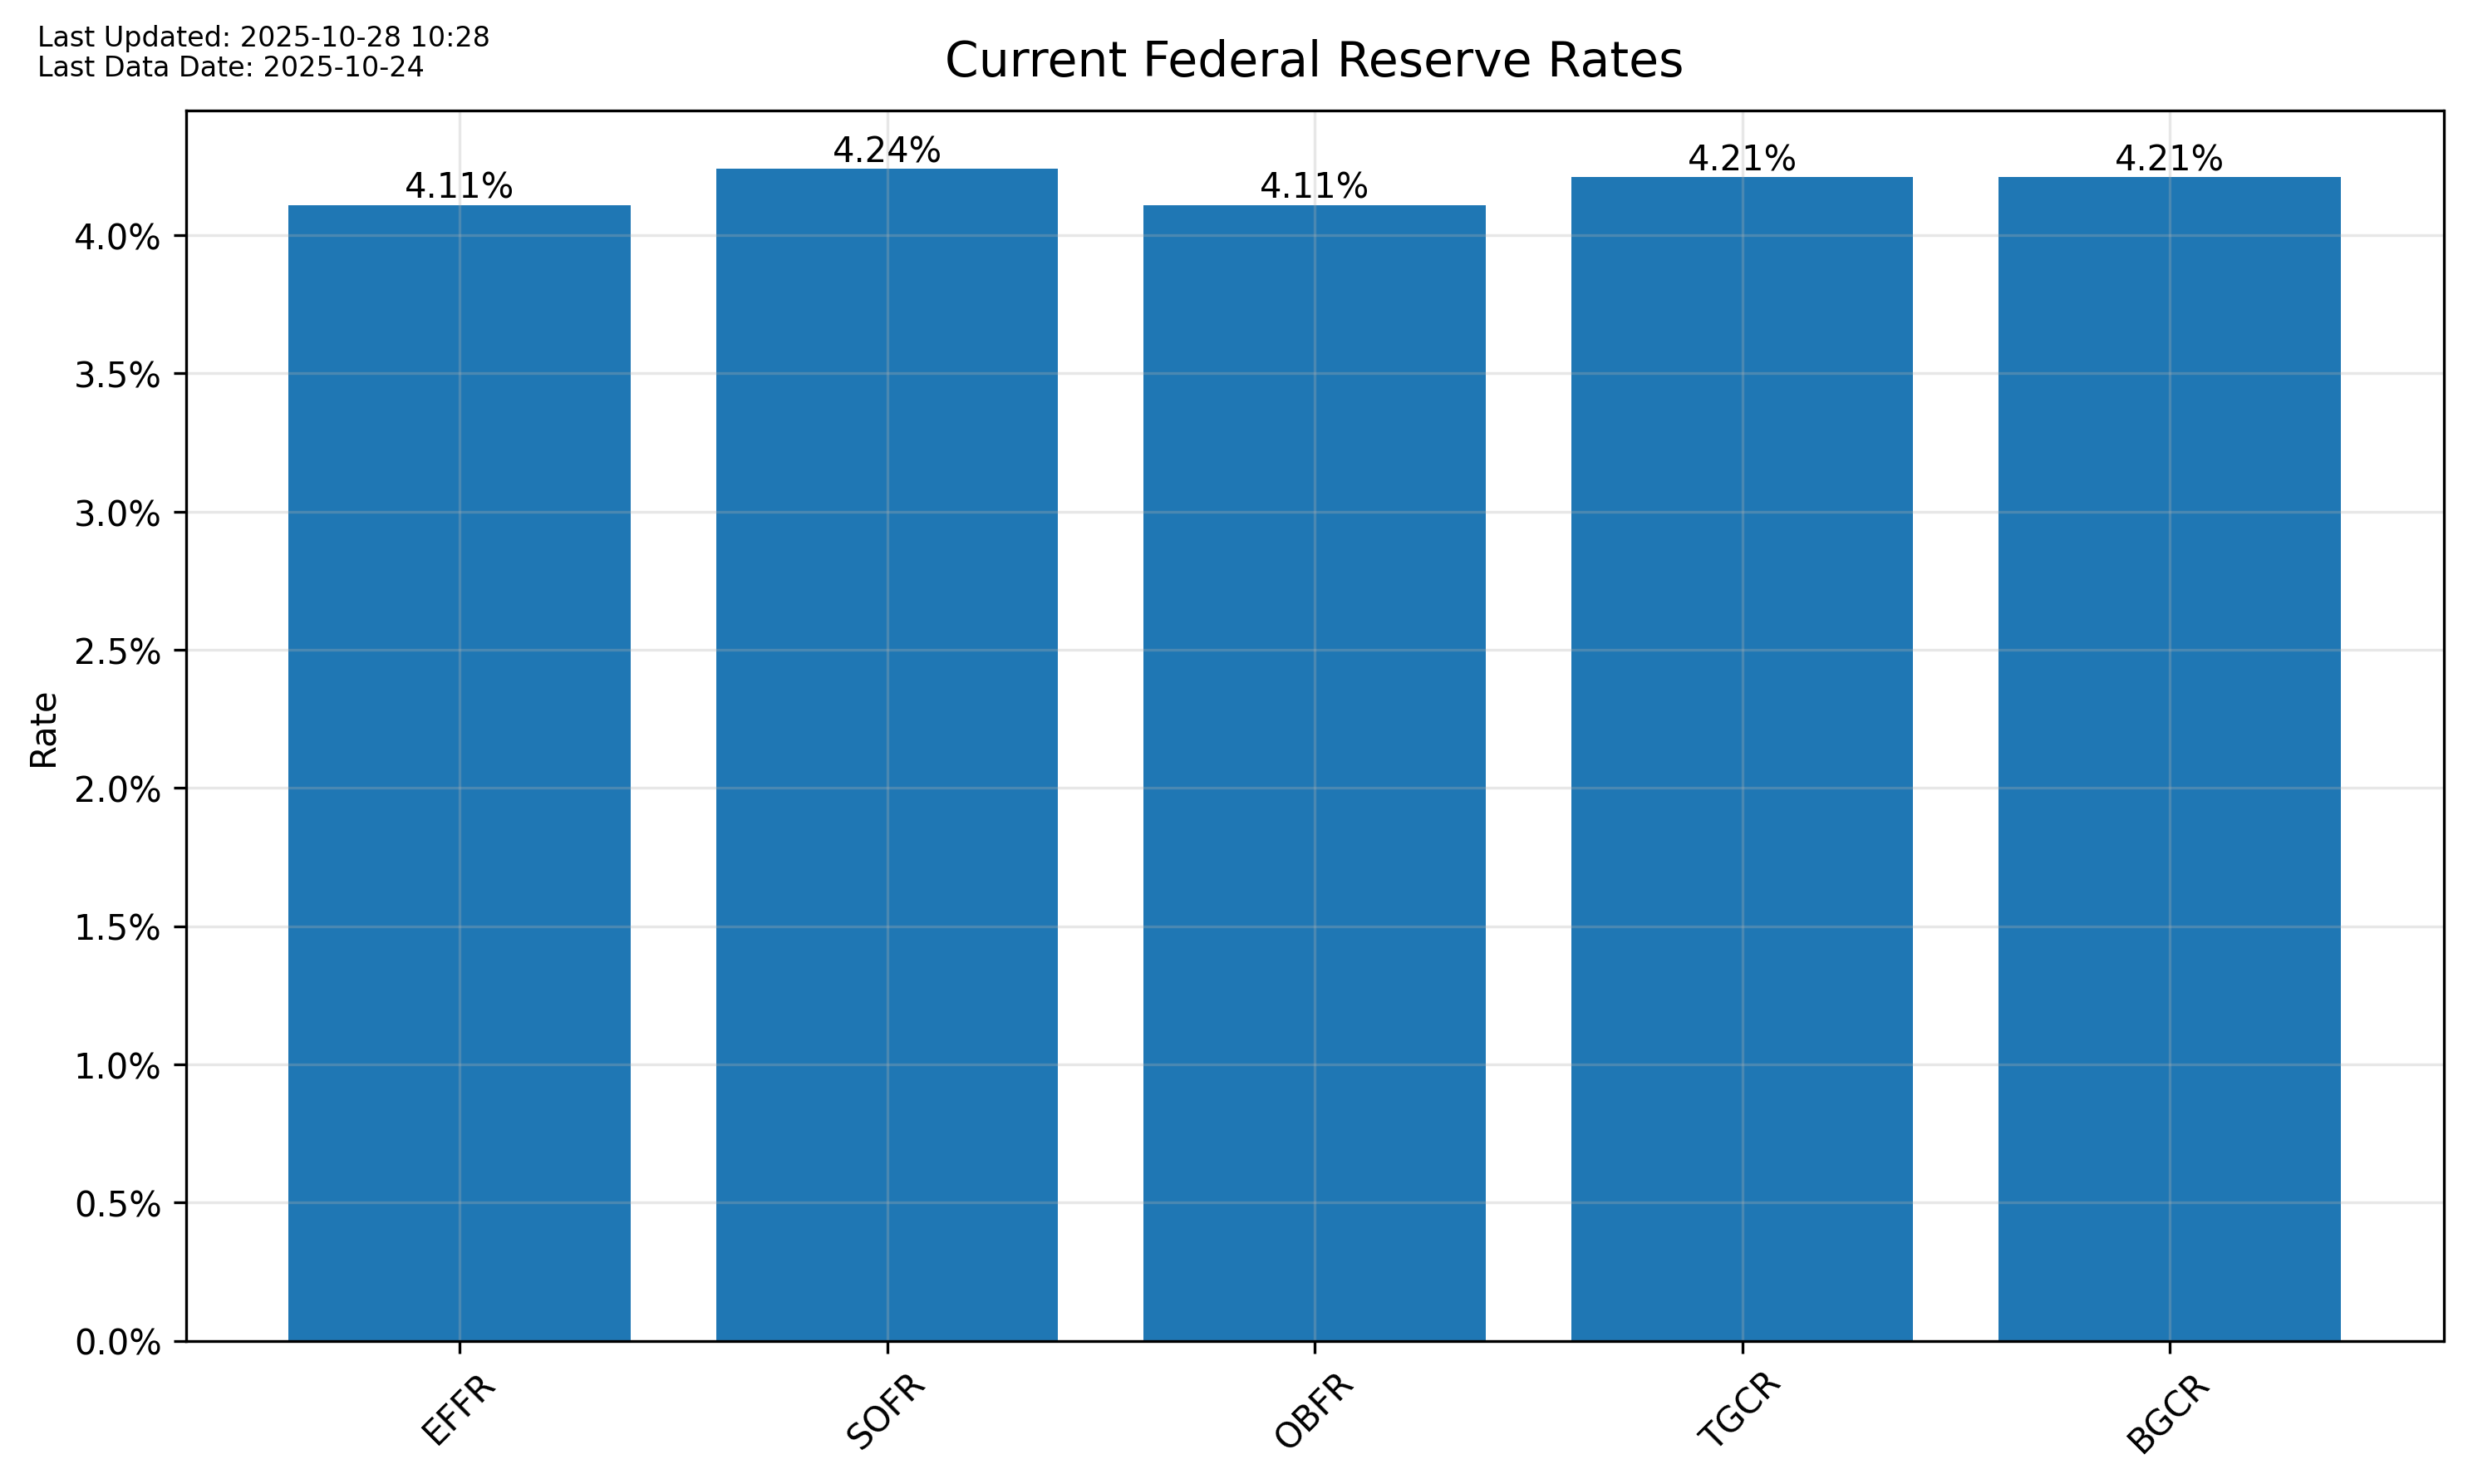 Last Updated: 2025-10-28 10:28
Last Data Date: 2025-10-24
Current Federal Reserve Rates
4.11%
4.24%
4.11%
4.21%
4.21%
4.0%
3.5%
3.0%
2.5%
2.0%
1.5%
1.0%
0.5%
0.0%
Rate
EFFR
SOFR
OBFR
TGCR
BGCR